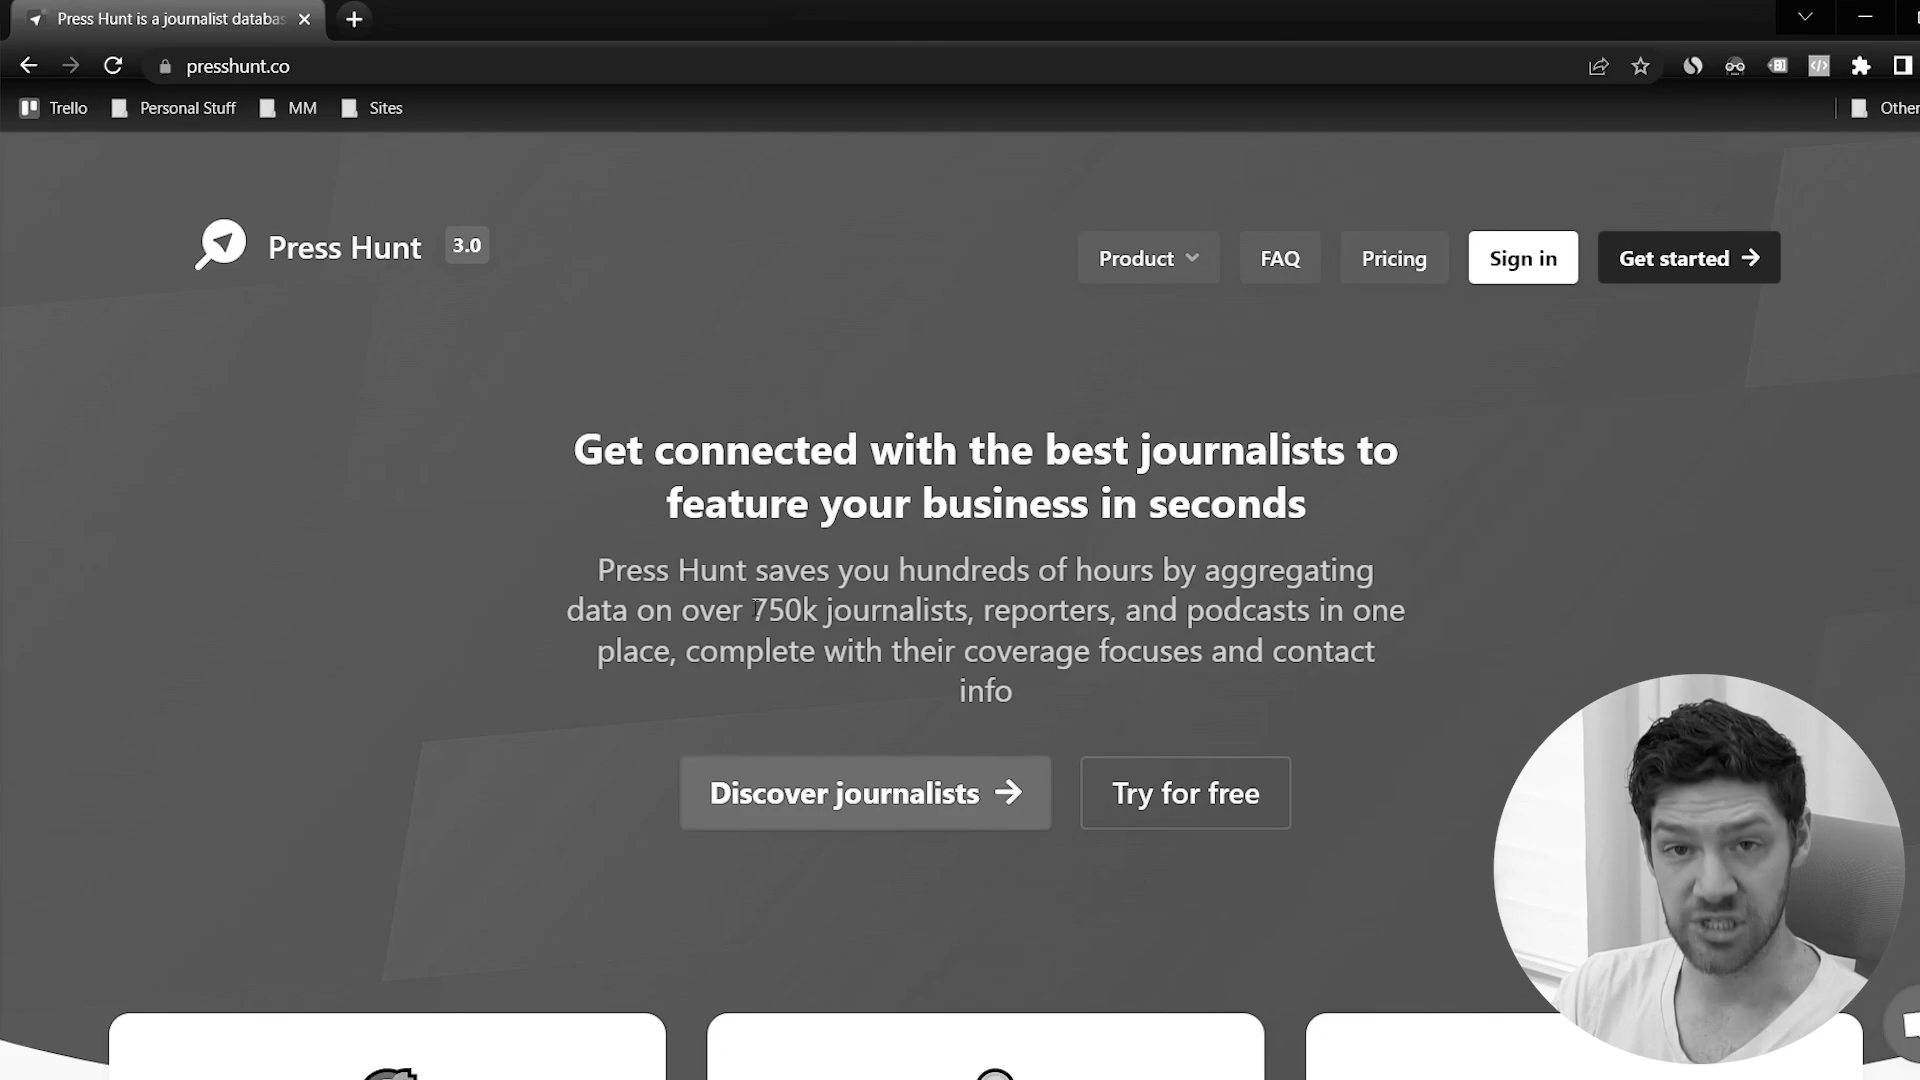 Press Hunt is a journalist databas
presshunt.co
Trello
Personal Stuff
MM
Sites
Other
Press Hunt
3.0
Product
FAQ
Pricing
Sign in
Get started
Get connected with the best journalists to
feature your business in seconds
Press Hunt saves you hundreds of hours by aggregating
data on over 750k journalists, reporters, and podcasts in one
place, complete with their coverage focuses and contact
info
Discover journalists
Try for free